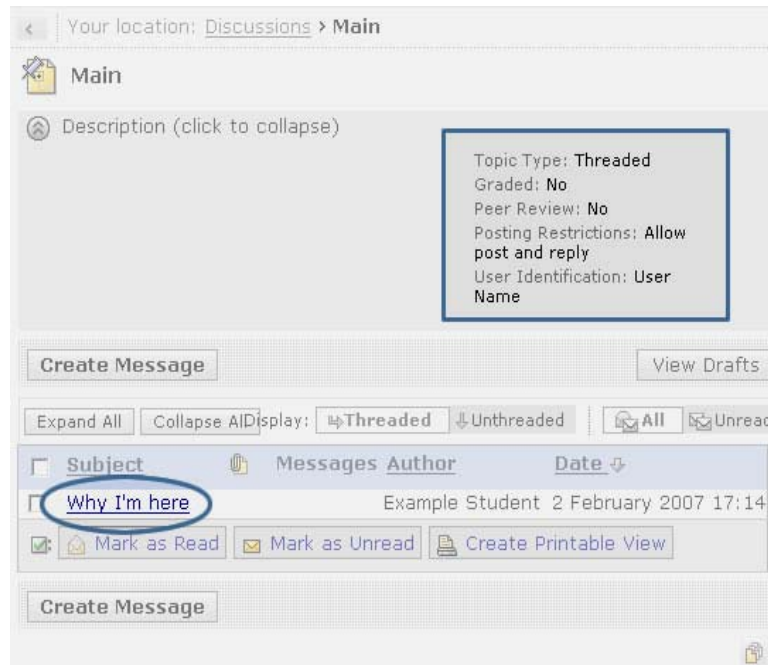 Your location: Discussions > Main
Main
Description (click to collapse)
Topic Type: Threaded
Graded: No
Peer Review: No
Posting Restrictions: Allow
post and reply
User Identification: User
Name
Create Message View Drafts
Expand All Collapse All Display: Threaded Unthreaded All Unread
Subject Messages Author Date
Why I'm here Example Student 2 February 2007 17:14
Mark as Read Mark as Unread Create Printable View
Create Message